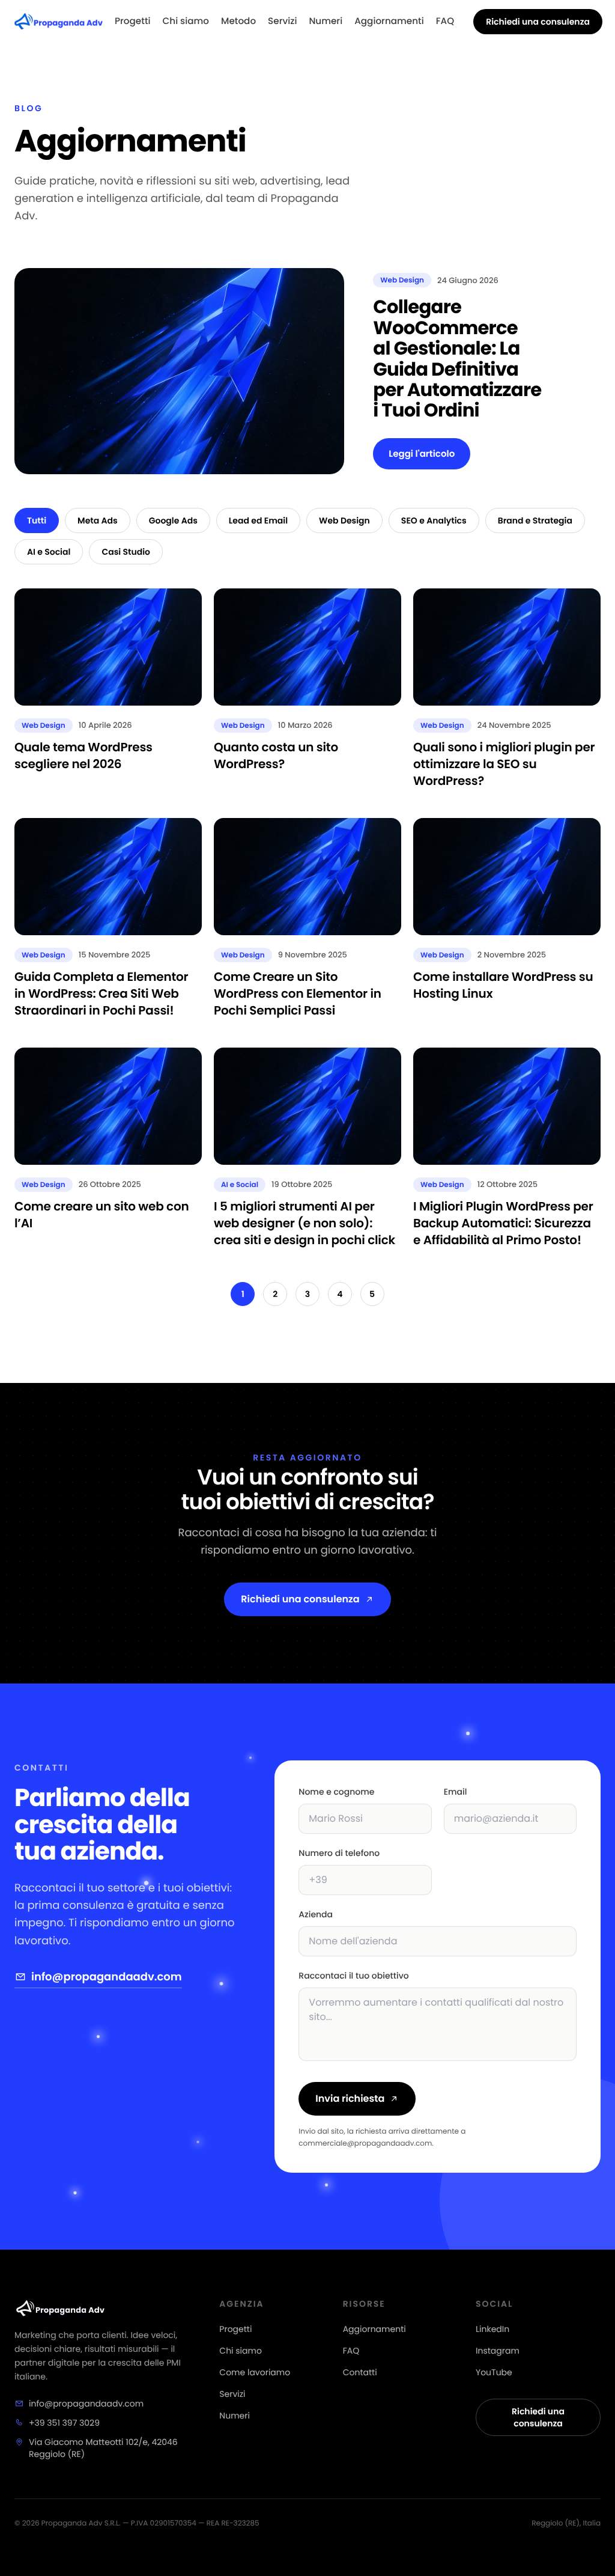 Propaganda Adv
Progetti
Chi siamo
Metodo
Servizi
Numeri
Aggiornamenti
FAQ
Richiedi una consulenza
BLOG
Aggiornamenti
Guide pratiche, novità e riflessioni su siti web, advertising, lead
generation e intelligenza artificiale, dal team di Propaganda
Adv.
Web Design
24 Giugno 2026
Collegare
WooCommerce
al Gestionale: La
Guida Definitiva
per Automatizzare
i Tuoi Ordini
Leggi l'articolo
Tutti
Meta Ads
Google Ads
Lead ed Email
Web Design
SEO e Analytics
Brand e Strategia
AI e Social
Casi Studio
Web Design
10 Aprile 2026
Quale tema WordPress
scegliere nel 2026
Web Design
10 Marzo 2026
Quanto costa un sito
WordPress?
Web Design
24 Novembre 2025
Quali sono i migliori plugin per
ottimizzare la SEO su
WordPress?
Web Design
15 Novembre 2025
Guida Completa a Elementor
in WordPress: Crea Siti Web
Straordinari in Pochi Passi!
Web Design
9 Novembre 2025
Come Creare un Sito
WordPress con Elementor in
Pochi Semplici Passi
Web Design
2 Novembre 2025
Come installare WordPress su
Hosting Linux
Web Design
26 Ottobre 2025
Come creare un sito web con
l'AI
AI e Social
19 Ottobre 2025
I 5 migliori strumenti AI per
web designer (e non solo):
crea siti e design in pochi click
Web Design
12 Ottobre 2025
I Migliori Plugin WordPress per
Backup Automatici: Sicurezza
e Affidabilità al Primo Posto!
1
2
3
4
5
RESTA AGGIORNATO
Vuoi un confronto sui
tuoi obiettivi di crescita?
Raccontaci di cosa ha bisogno la tua azienda: ti
rispondiamo entro un giorno lavorativo.
Richiedi una consulenza
CONTATTI
Parliamo della
crescita della
tua azienda.
Raccontaci il tuo settore e i tuoi obiettivi:
la prima consulenza è gratuita e senza
impegno. Ti rispondiamo entro un giorno
lavorativo.
info@propagandaadv.com
Nome e cognome
Mario Rossi
Email
mario@azienda.it
Numero di telefono
+39
Azienda
Nome dell'azienda
Raccontaci il tuo obiettivo
Vorremmo aumentare i contatti qualificati dal nostro
sito...
Invia richiesta
Invio dal sito, la richiesta arriva direttamente a
commerciale@propagandaadv.com.
Propaganda Adv
Marketing che porta clienti. Idee veloci,
decisioni chiare, risultati misurabili — il
partner digitale per la crescita delle PMI
italiane.
info@propagandaadv.com
+39 351 397 3029
Via Giacomo Matteotti 102/e, 42046
Reggiolo (RE)
AGENZIA
Progetti
Chi siamo
Come lavoriamo
Servizi
Numeri
RISORSE
Aggiornamenti
FAQ
Contatti
SOCIAL
LinkedIn
Instagram
YouTube
Richiedi una
consulenza
© 2026 Propaganda Adv S.R.L. — P.IVA 02901570354 — REA RE-323285
Reggiolo (RE), Italia